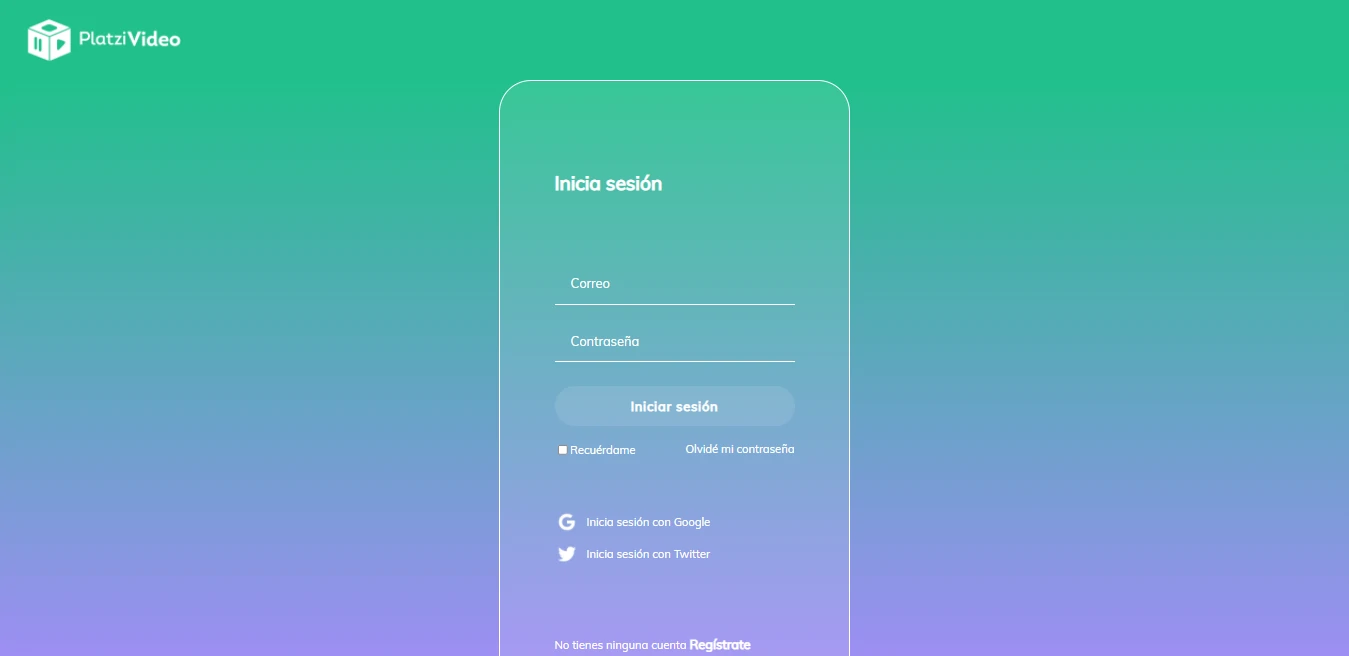 PlatziVideo
Inicia sesión
Correo
Contraseña
Iniciar sesión
Recuérdame Olvidé mi contraseña
Inicia sesión con Google
Inicia sesión con Twitter
No tienes ninguna cuenta Regístrate